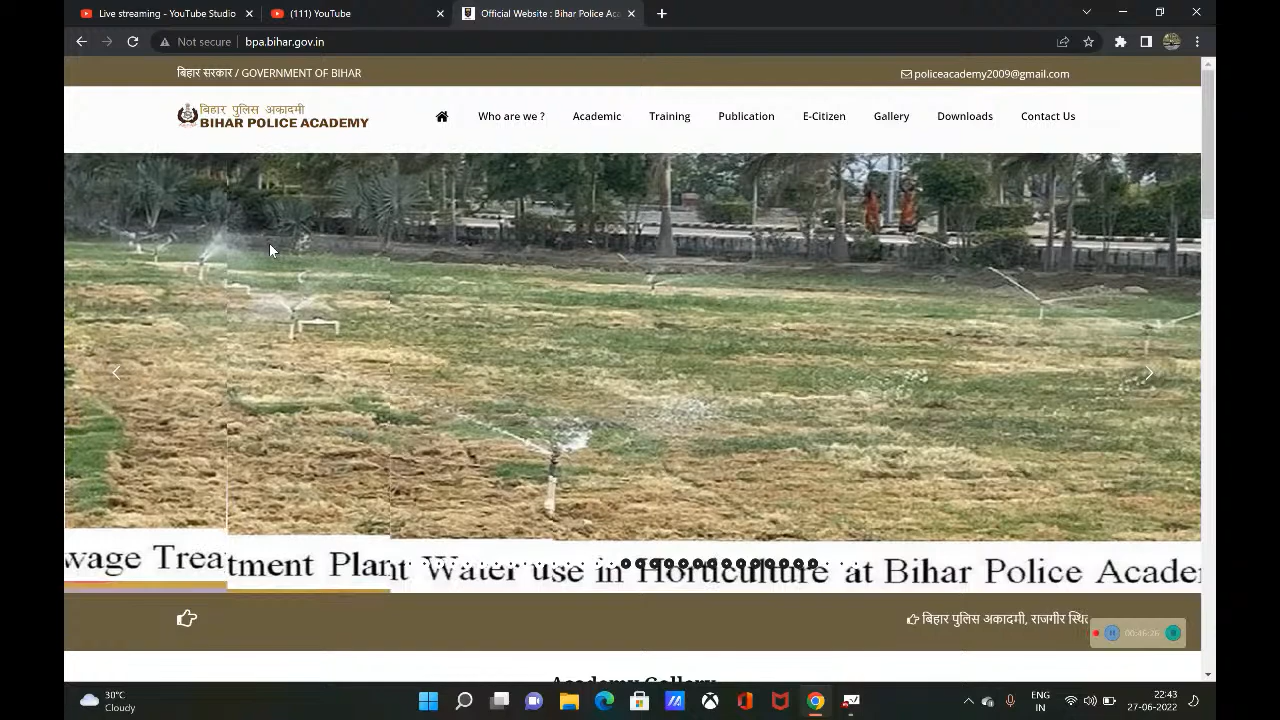 Live streaming - YouTube Studio
(111) YouTube
Official Website : Bihar Police Aca
Not secure
bpa.bihar.gov.in
बिहार सरकार / GOVERNMENT OF BIHAR
policeacademy2009@gmail.com
बिहार पुलिस अकादमी
BIHAR POLICE ACADEMY
Who are we ?
Academic
Training
Publication
E-Citizen
Gallery
Downloads
Contact Us
wage Treatment Plant Water use in Horticulture at Bihar Police Acade
बिहार पुलिस अकादमी, राजगीर
Academy Gallery
30°C
Cloudy
ENG
IN
22:43
27-06-2022